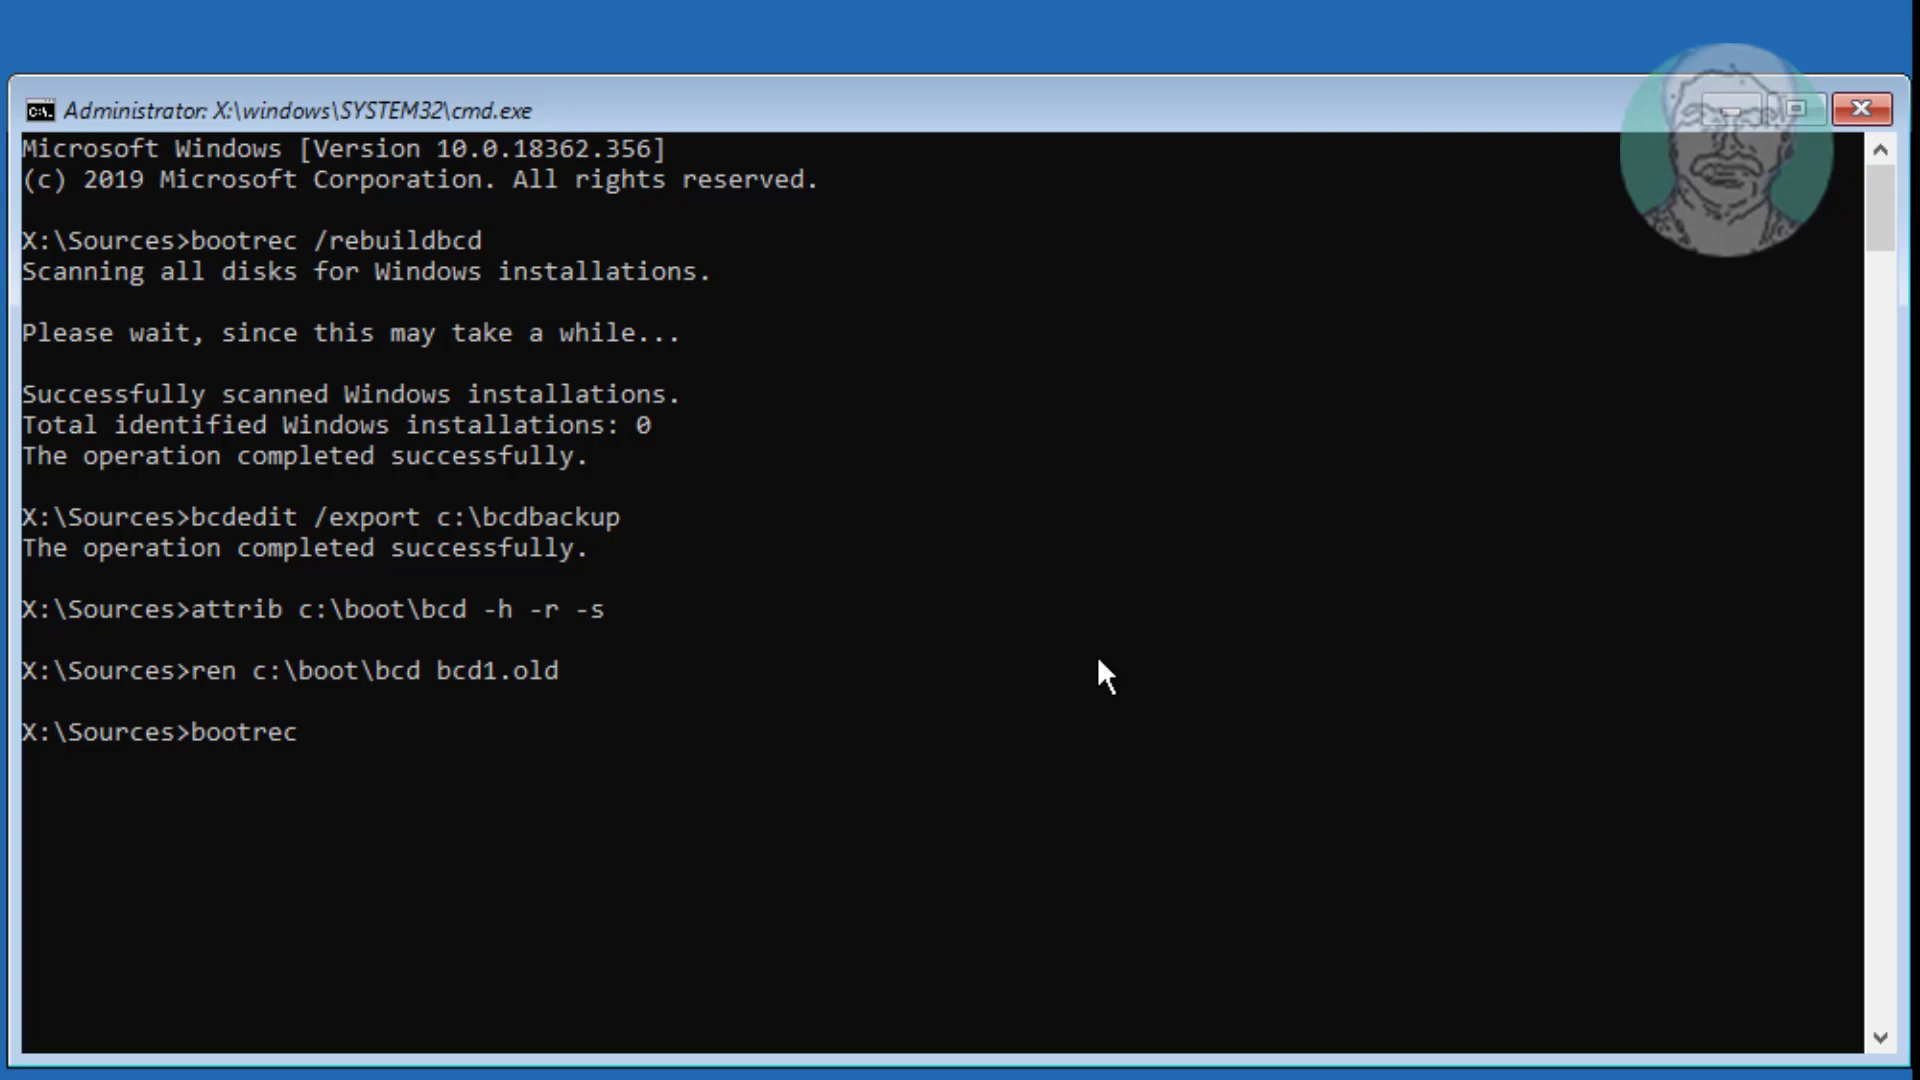 Administrator: X:\windows\SYSTEM32\cmd.exe
Microsoft Windows [Version 10.0.18362.356]
(c) 2019 Microsoft Corporation. All rights reserved.
X:\Sources>bootrec /rebuildbcd
Scanning all disks for Windows installations.
Please wait, since this may take a while...
Successfully scanned Windows installations.
Total identified Windows installations: 0
The operation completed successfully.
X:\Sources>bcdedit /export c:\bcdbackup
The operation completed successfully.
X:\Sources>attrib c:\boot\bcd -h -r -s
X:\Sources>ren c:\boot\bcd bcd1.old
X:\Sources>bootrec